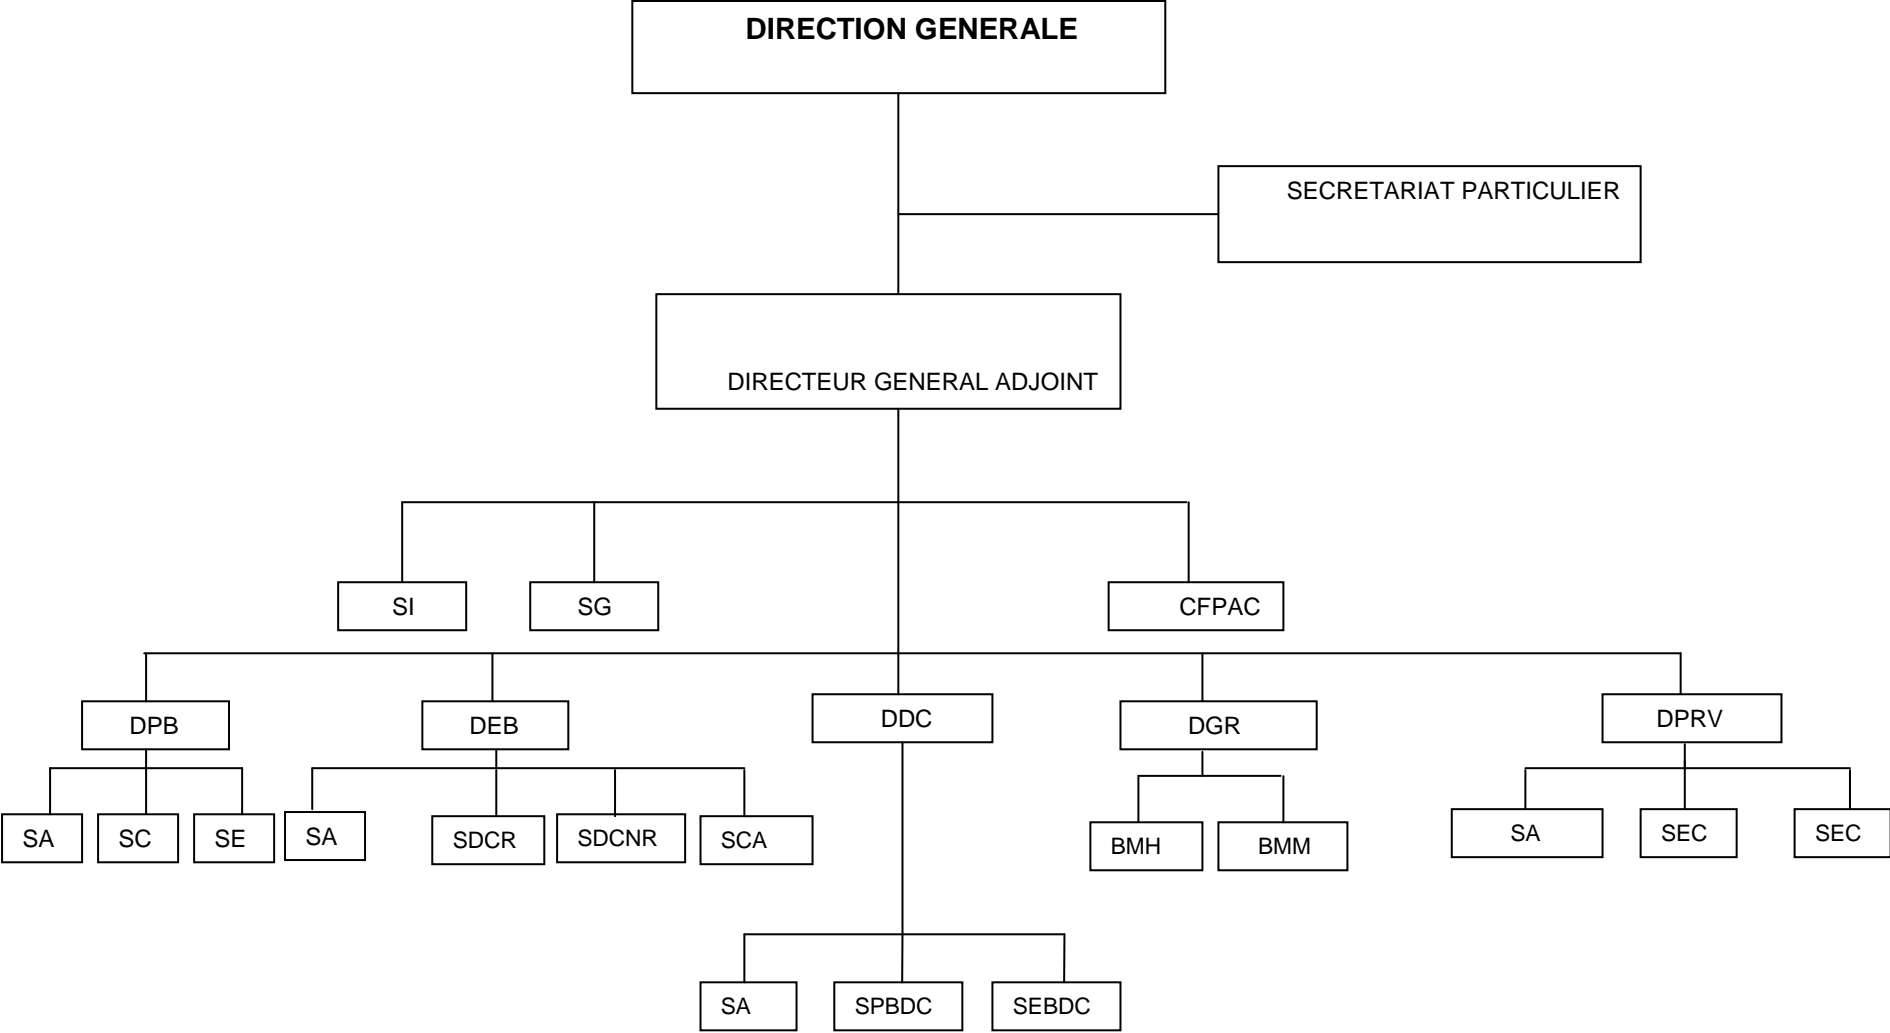 DIRECTION GENERALE
SECRETARIAT PARTICULIER
DIRECTEUR GENERAL ADJOINT
SI
SG
CFPAC
DPB
DEB
DDC
DGR
DPRV
SA
SC
SE
SA
SDCR
SDCNR
SCA
BMH
BMM
SA
SEC
SEC
SA
SPBDC
SEBDC